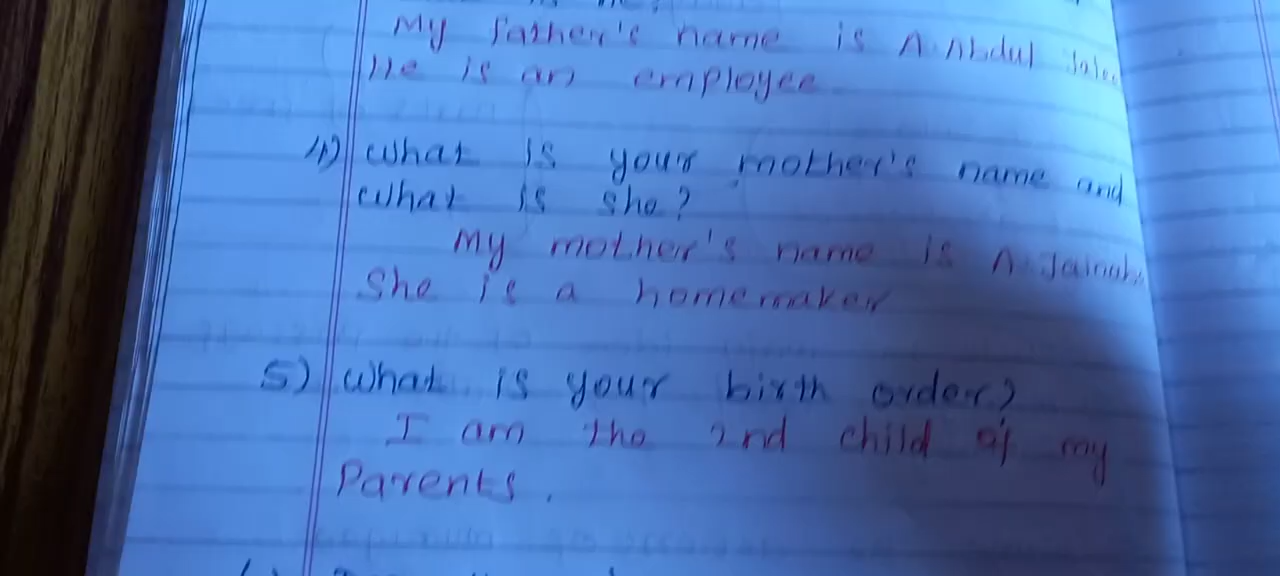 My father's name is A. Abdul
He is an employee
4) What is your mother's name and
what is she?
My mother's name is A.
She is a homemaker
5) What is your birth order?
I am the 2nd child of my
Parents.